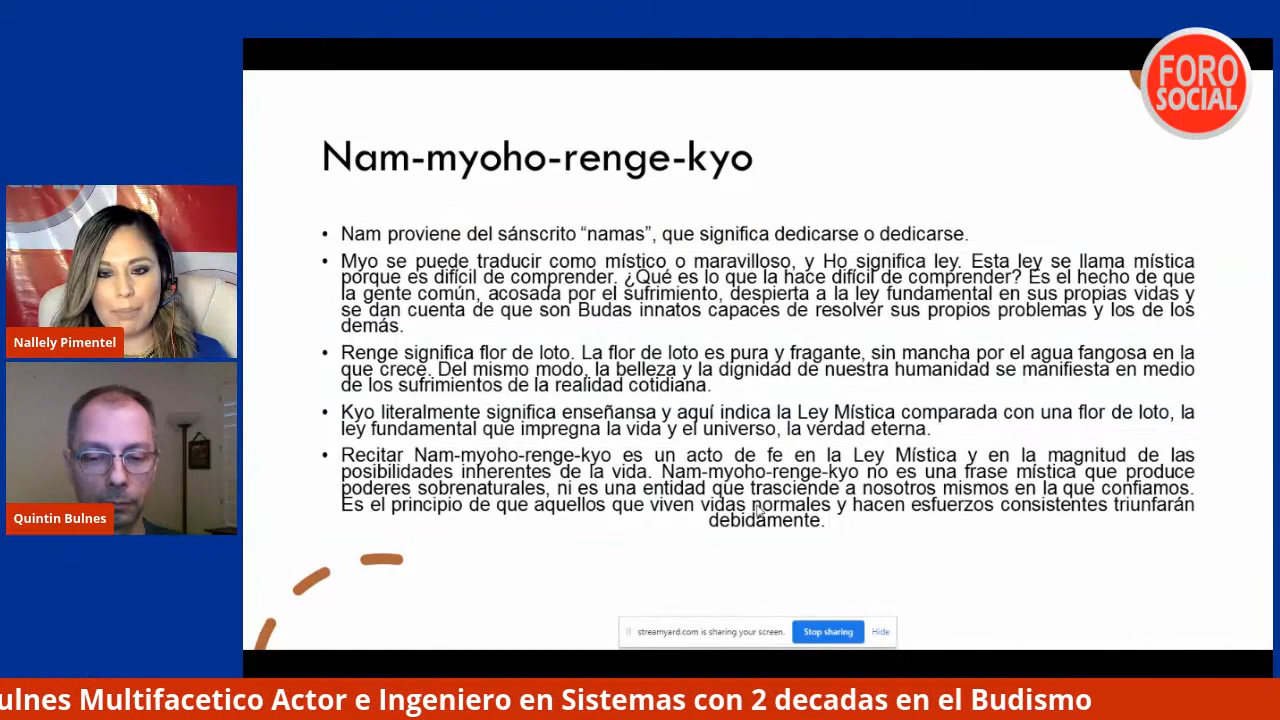 FORO
SOCIAL
Nam-myoho-renge-kyo
• Nam proviene del sánscrito “namas”, que significa dedicarse o dedicarse.
• Myo se puede traducir como místico o maravilloso, y Ho significa ley. Esta ley se llama mística
porque es difícil de comprender. ¿Qué es lo que la hace difícil de comprender? Es el hecho de que
la gente común, acosada por el sufrimiento, despierta a la ley fundamental en sus propias vidas y
se dan cuenta de que son Budas innatos capaces de resolver sus propios problemas y los de los
demás.
• Renge significa flor de loto. La flor de loto es pura y fragante, sin mancha por el agua fangosa en la
que crece. Del mismo modo, la belleza y la dignidad de nuestra humanidad se manifiesta en medio
de los sufrimientos de la realidad cotidiana.
• Kyo literalmente significa enseñansa y aquí indica la Ley Mística comparada con una flor de loto, la
ley fundamental que impregna la vida y el universo, la verdad eterna.
• Recitar Nam-myoho-renge-kyo es un acto de fe en la Ley Mística y en la magnitud de las
posibilidades inherentes de la vida. Nam-myoho-renge-kyo no es una frase mística que produce
poderes sobrenaturales, ni es una entidad que trasciende a nosotros mismos en la que confiamos.
Es el principio de que aquellos que viven vidas normales y hacen esfuerzos consistentes triunfarán
debidamente.
Nallely Pimentel
Quintin Bulnes
streamyard.com is sharing your screen. Stop sharing Hide
ulnes Multifacetico Actor e Ingeniero en Sistemas con 2 decadas en el Budismo